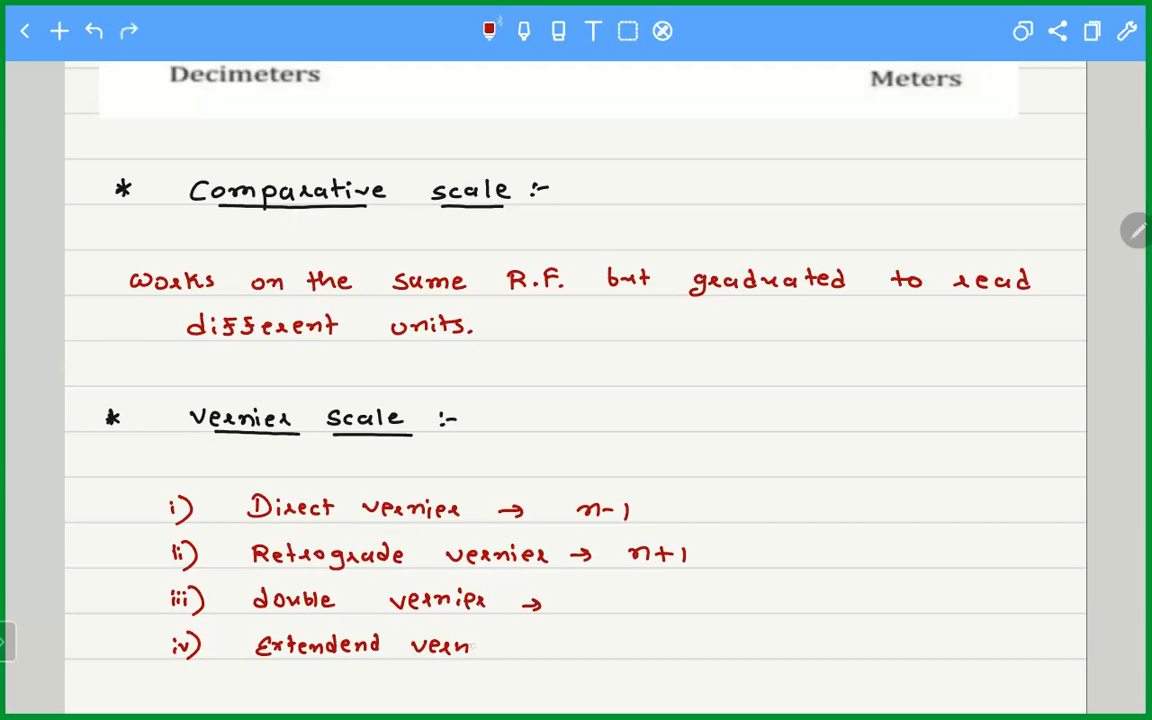 Decimeters Meters
* Comparative scale :-
works on the same R.F. but graduated to read
different units.
* Vernier scale :-
i) Direct vernier → n-1
ii) Retrograde vernier → n+1
iii) double vernier →
iv) Extendend vern